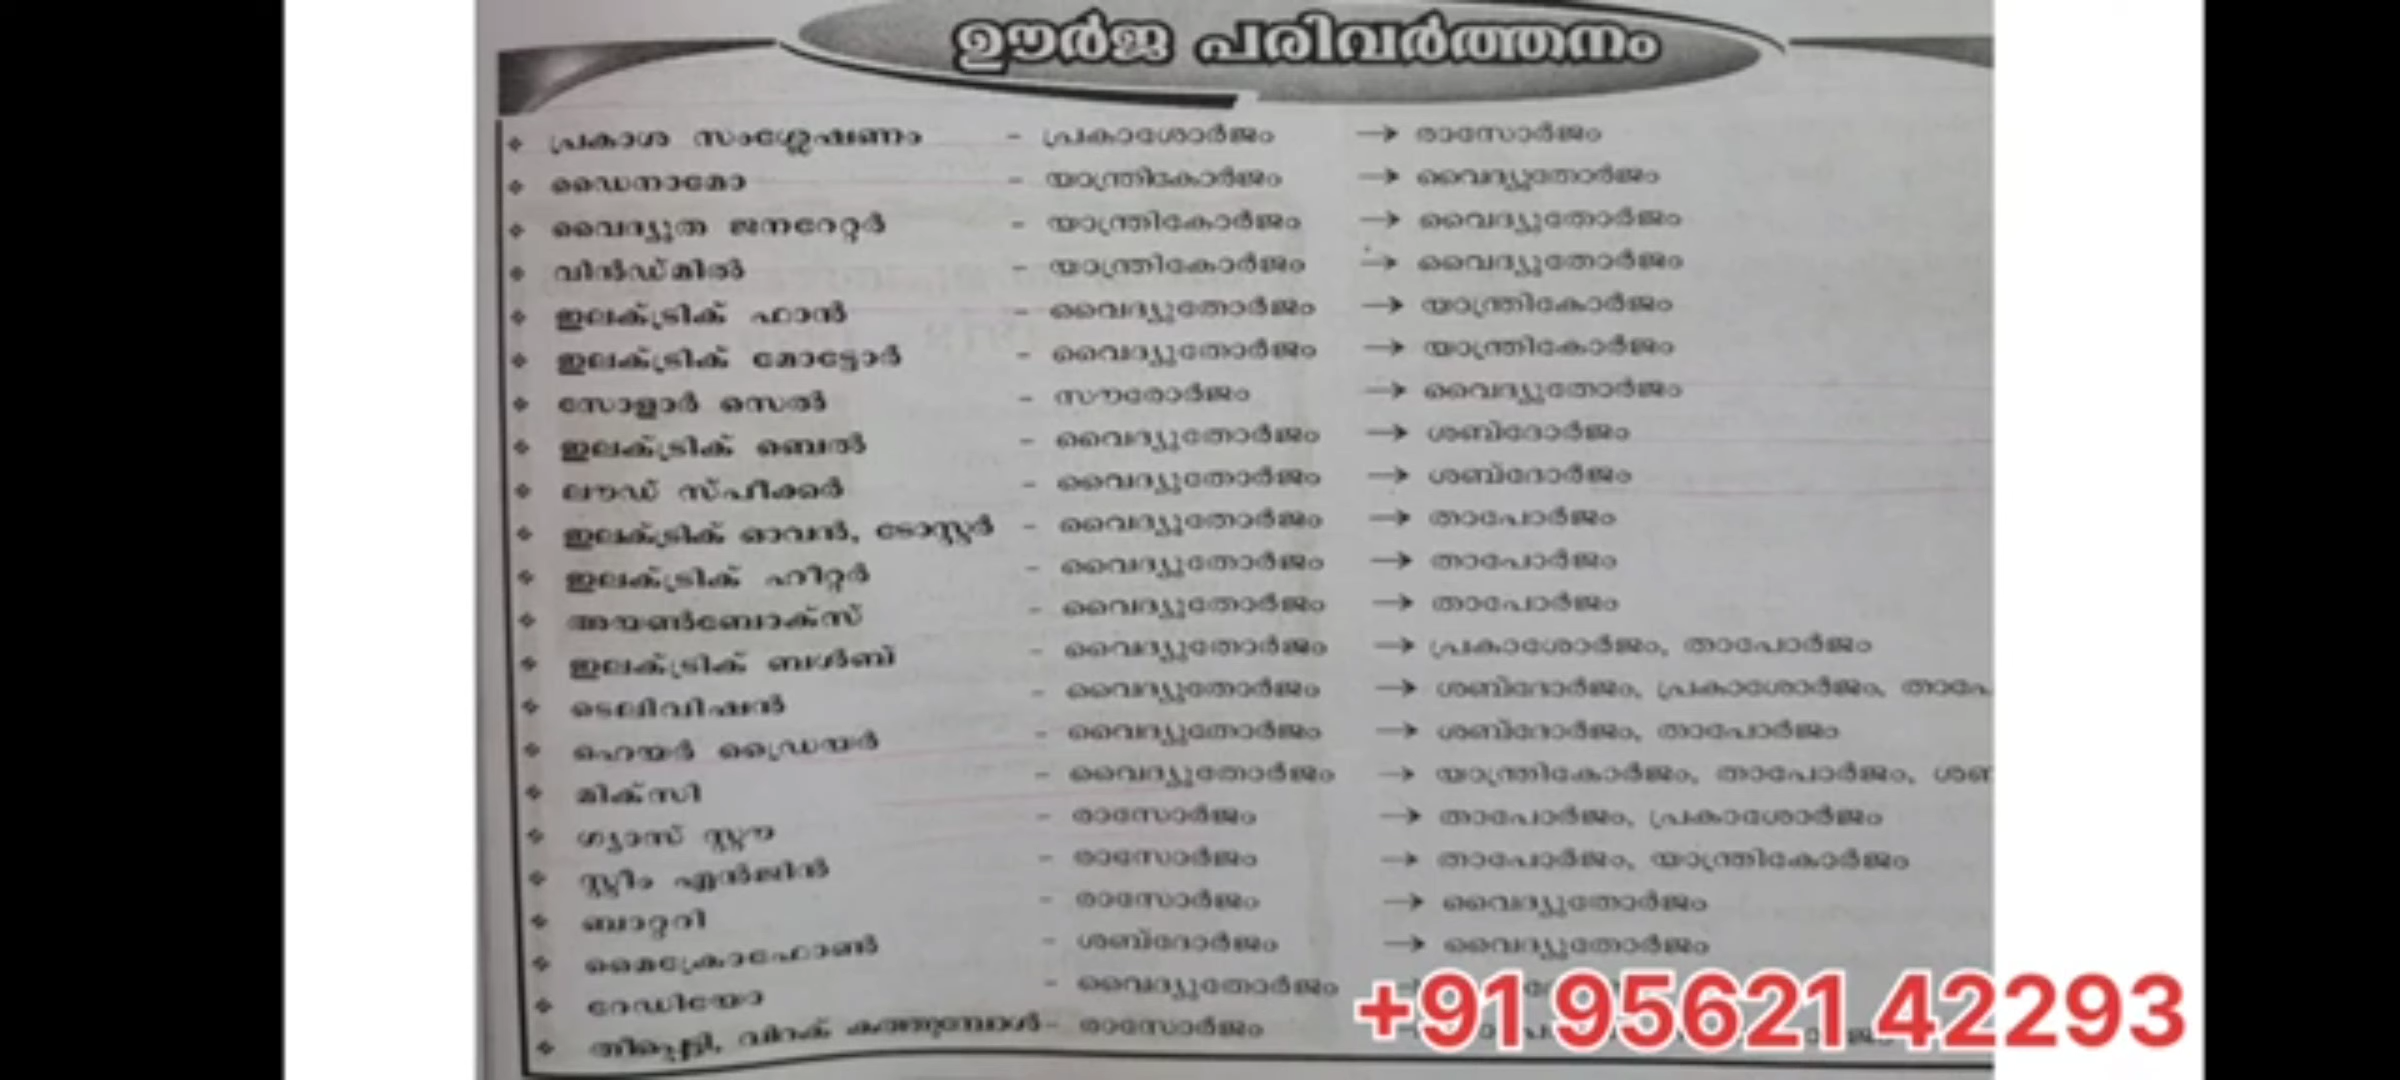 ഊർജ പരിവർത്തനം
❖ പ്രകാശ സംശ്ലേഷണം - പ്രകാശോർജം → രാസോർജം
❖ ഡൈനാമോ - യാന്ത്രികോർജം → വൈദ്യുതോർജം
❖ വൈദ്യുത ജനറേറ്റർ - യാന്ത്രികോർജം → വൈദ്യുതോർജം
❖ വിൻഡ്മിൽ - യാന്ത്രികോർജം → വൈദ്യുതോർജം
❖ ഇലക്ട്രിക് ഫാൻ - വൈദ്യുതോർജം → യാന്ത്രികോർജം
❖ ഇലക്ട്രിക് മോട്ടോർ - വൈദ്യുതോർജം → യാന്ത്രികോർജം
❖ സോളാർ സെൽ - സൗരോർജം → വൈദ്യുതോർജം
❖ ഇലക്ട്രിക് ബെൽ - വൈദ്യുതോർജം → ശബ്ദോർജം
❖ ലൗഡ് സ്പീക്കർ - വൈദ്യുതോർജം → ശബ്ദോർജം
❖ ഇലക്ട്രിക് ഓവൻ, ടോസ്റ്റർ - വൈദ്യുതോർജം → താപോർജം
❖ ഇലക്ട്രിക് ഹീറ്റർ - വൈദ്യുതോർജം → താപോർജം
❖ അയൺബോക്സ് - വൈദ്യുതോർജം → താപോർജം
❖ ഇലക്ട്രിക് ബൾബ് - വൈദ്യുതോർജം → പ്രകാശോർജം, താപോർജം
❖ ടെലിവിഷൻ - വൈദ്യുതോർജം → ശബ്ദോർജം, പ്രകാശോർജം, താപേ
❖ ഹെയർ ഡ്രൈയർ - വൈദ്യുതോർജം → ശബ്ദോർജം, താപോർജം
❖ മിക്സി - വൈദ്യുതോർജം → യാന്ത്രികോർജം, താപോർജം, ശബ
❖ ഗ്യാസ് സ്റ്റൗ - രാസോർജം → താപോർജം, പ്രകാശോർജം
❖ സ്റ്റീം എൻജിൻ - രാസോർജം → താപോർജം, യാന്ത്രികോർജം
❖ ബാറ്ററി - രാസോർജം → വൈദ്യുതോർജം
❖ മൈക്രോഫോൺ - ശബ്ദോർജം → വൈദ്യുതോർജം
❖ റേഡിയോ - വൈദ്യുതോർജം
❖ തീപ്പെട്ടി, വിറക് കത്തുമ്പോൾ - രാസോർജം
+91 95621 42293